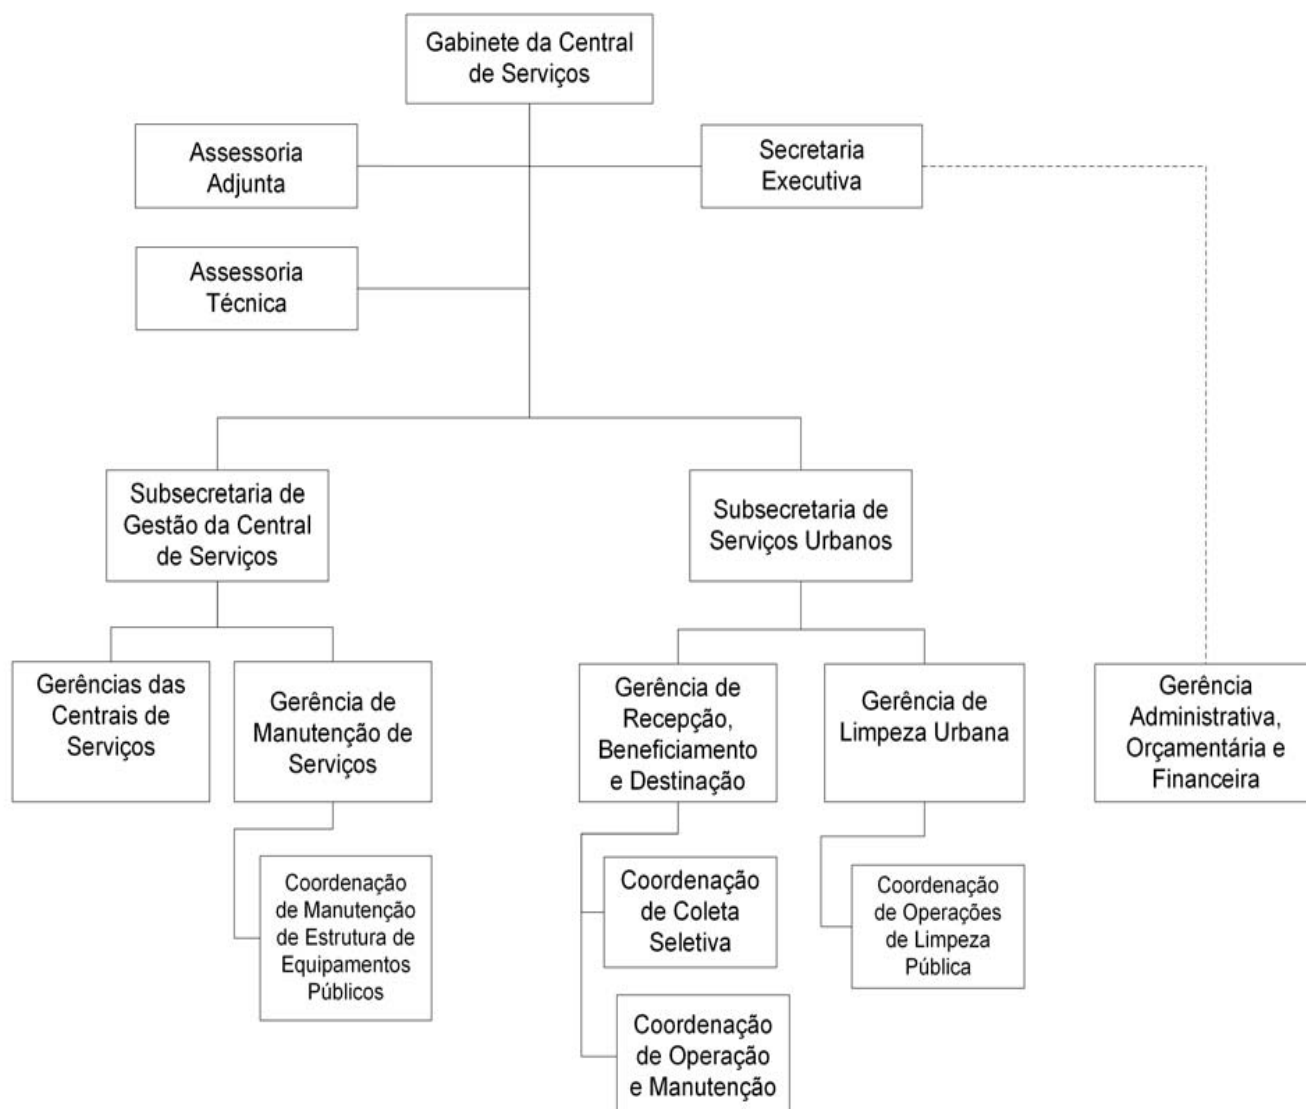 Gabinete da Central
de Serviços
Assessoria
Adjunta
Secretaria
Executiva
Assessoria
Técnica
Subsecretaria de
Gestão da Central
de Serviços
Subsecretaria de
Serviços Urbanos
Gerências das
Centrais de
Serviços
Gerência de
Manutenção de
Serviços
Gerência de
Recepção,
Beneficiamento
e Destinação
Gerência de
Limpeza Urbana
Gerência
Administrativa,
Orçamentária e
Financeira
Coordenação
de Manutenção
de Estrutura de
Equipamentos
Públicos
Coordenação
de Coleta
Seletiva
Coordenação
de Operações
de Limpeza
Pública
Coordenação
de Operação
e Manutenção